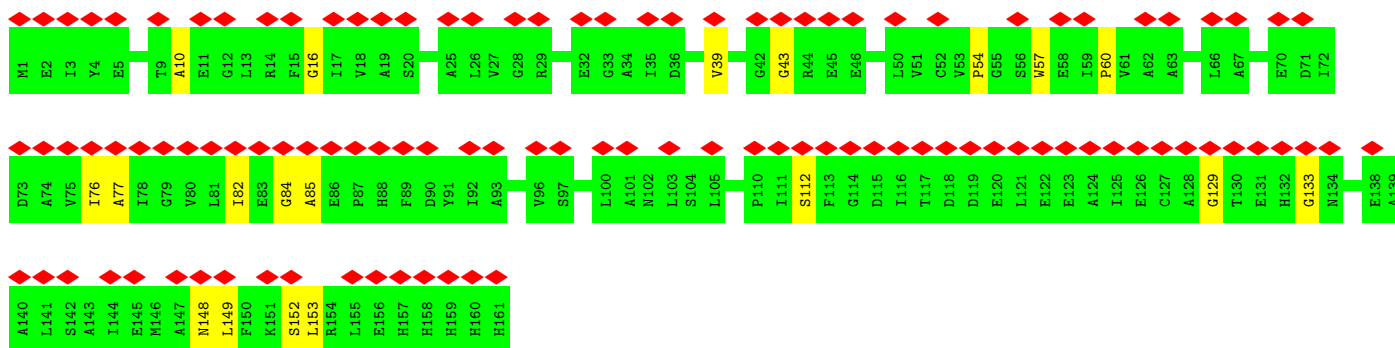 M1 E2 I3 Y4 E5 T9 A10 E11 G12 L13 R14 F15 G16 I17 V18 A19 S20 A25 L26 V27 G28 R29 E32 G33 A34 I35 D36 V39 G42 G43 R44 E45 E46 L50 V51 C52 V53 P54 G55 S56 W57 E58 I59 P60 V61 A62 A63 L66 A67 E70 D71 I72
D73 A74 V75 I76 A77 I78 G79 V80 L81 I82 E83 G84 A85 E86 P87 H88 F89 D90 Y91 I92 A93 V96 S97 L100 A101 N102 L103 S104 L105 P110 I111 S112 F113 G114 D115 I116 T117 D118 D119 E120 L121 E122 E123 A124 I125 E126 C127 A128 G129 T130 E131 H132 G133 N134 E138 A139
A140 L141 S142 A143 I144 E145 M146 A147 N148 L149 F150 K151 S152 L153 R154 L155 E156 H157 H158 H159 H160 H161